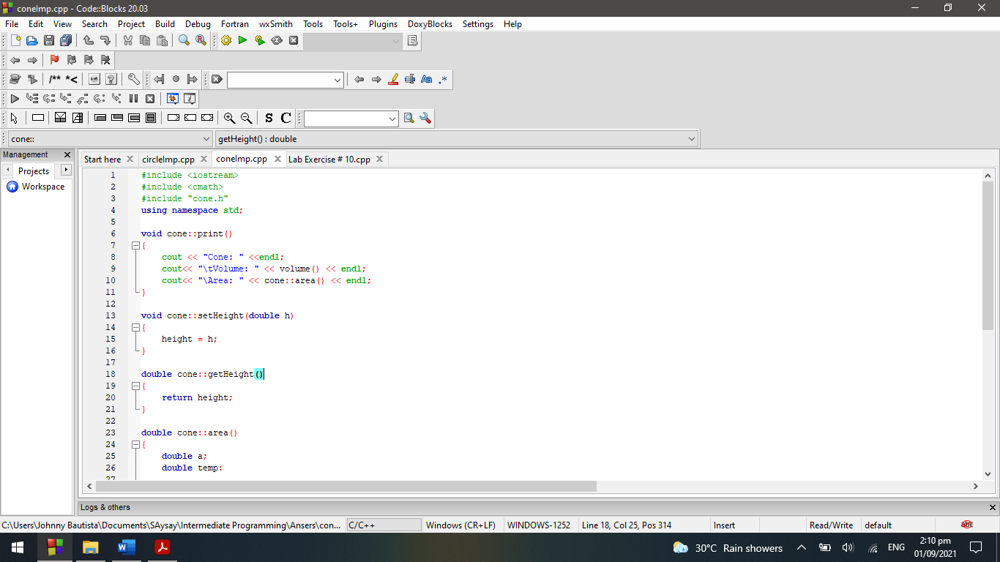 coneImp.cpp - Code::Blocks 20.03
File Edit View Search Project Build Debug Fortran wxSmith Tools Tools+ Plugins DoxyBlocks Settings Help
/** *<
Aa .*
S C
cone::
getHeight() : double
Management
Start here circleImp.cpp coneImp.cpp Lab Exercise # 10.cpp
Projects
Workspace
1 #include <iostream>
2 #include <cmath>
3 #include "cone.h"
4 using namespace std;
5
6 void cone::print()
7 {
8 cout << "Cone: " <<endl;
9 cout<< "\tVolume: " << volume() << endl;
10 cout<< "\Area: " << cone::area() << endl;
11 }
12
13 void cone::setHeight(double h)
14 {
15 height = h;
16 }
17
18 double cone::getHeight()
19 {
20 return height;
21 }
22
23 double cone::area()
24 {
25 double a;
26 double temp:
27
Logs & others
C:\Users\Johnny Bautista\Documents\SAysay\Intermediate Programming\Ansers\con... C/C++ Windows (CR+LF) WINDOWS-1252 Line 18, Col 25, Pos 314 Insert Read/Write default abc
30°C Rain showers ENG 2:10 pm
01/09/2021